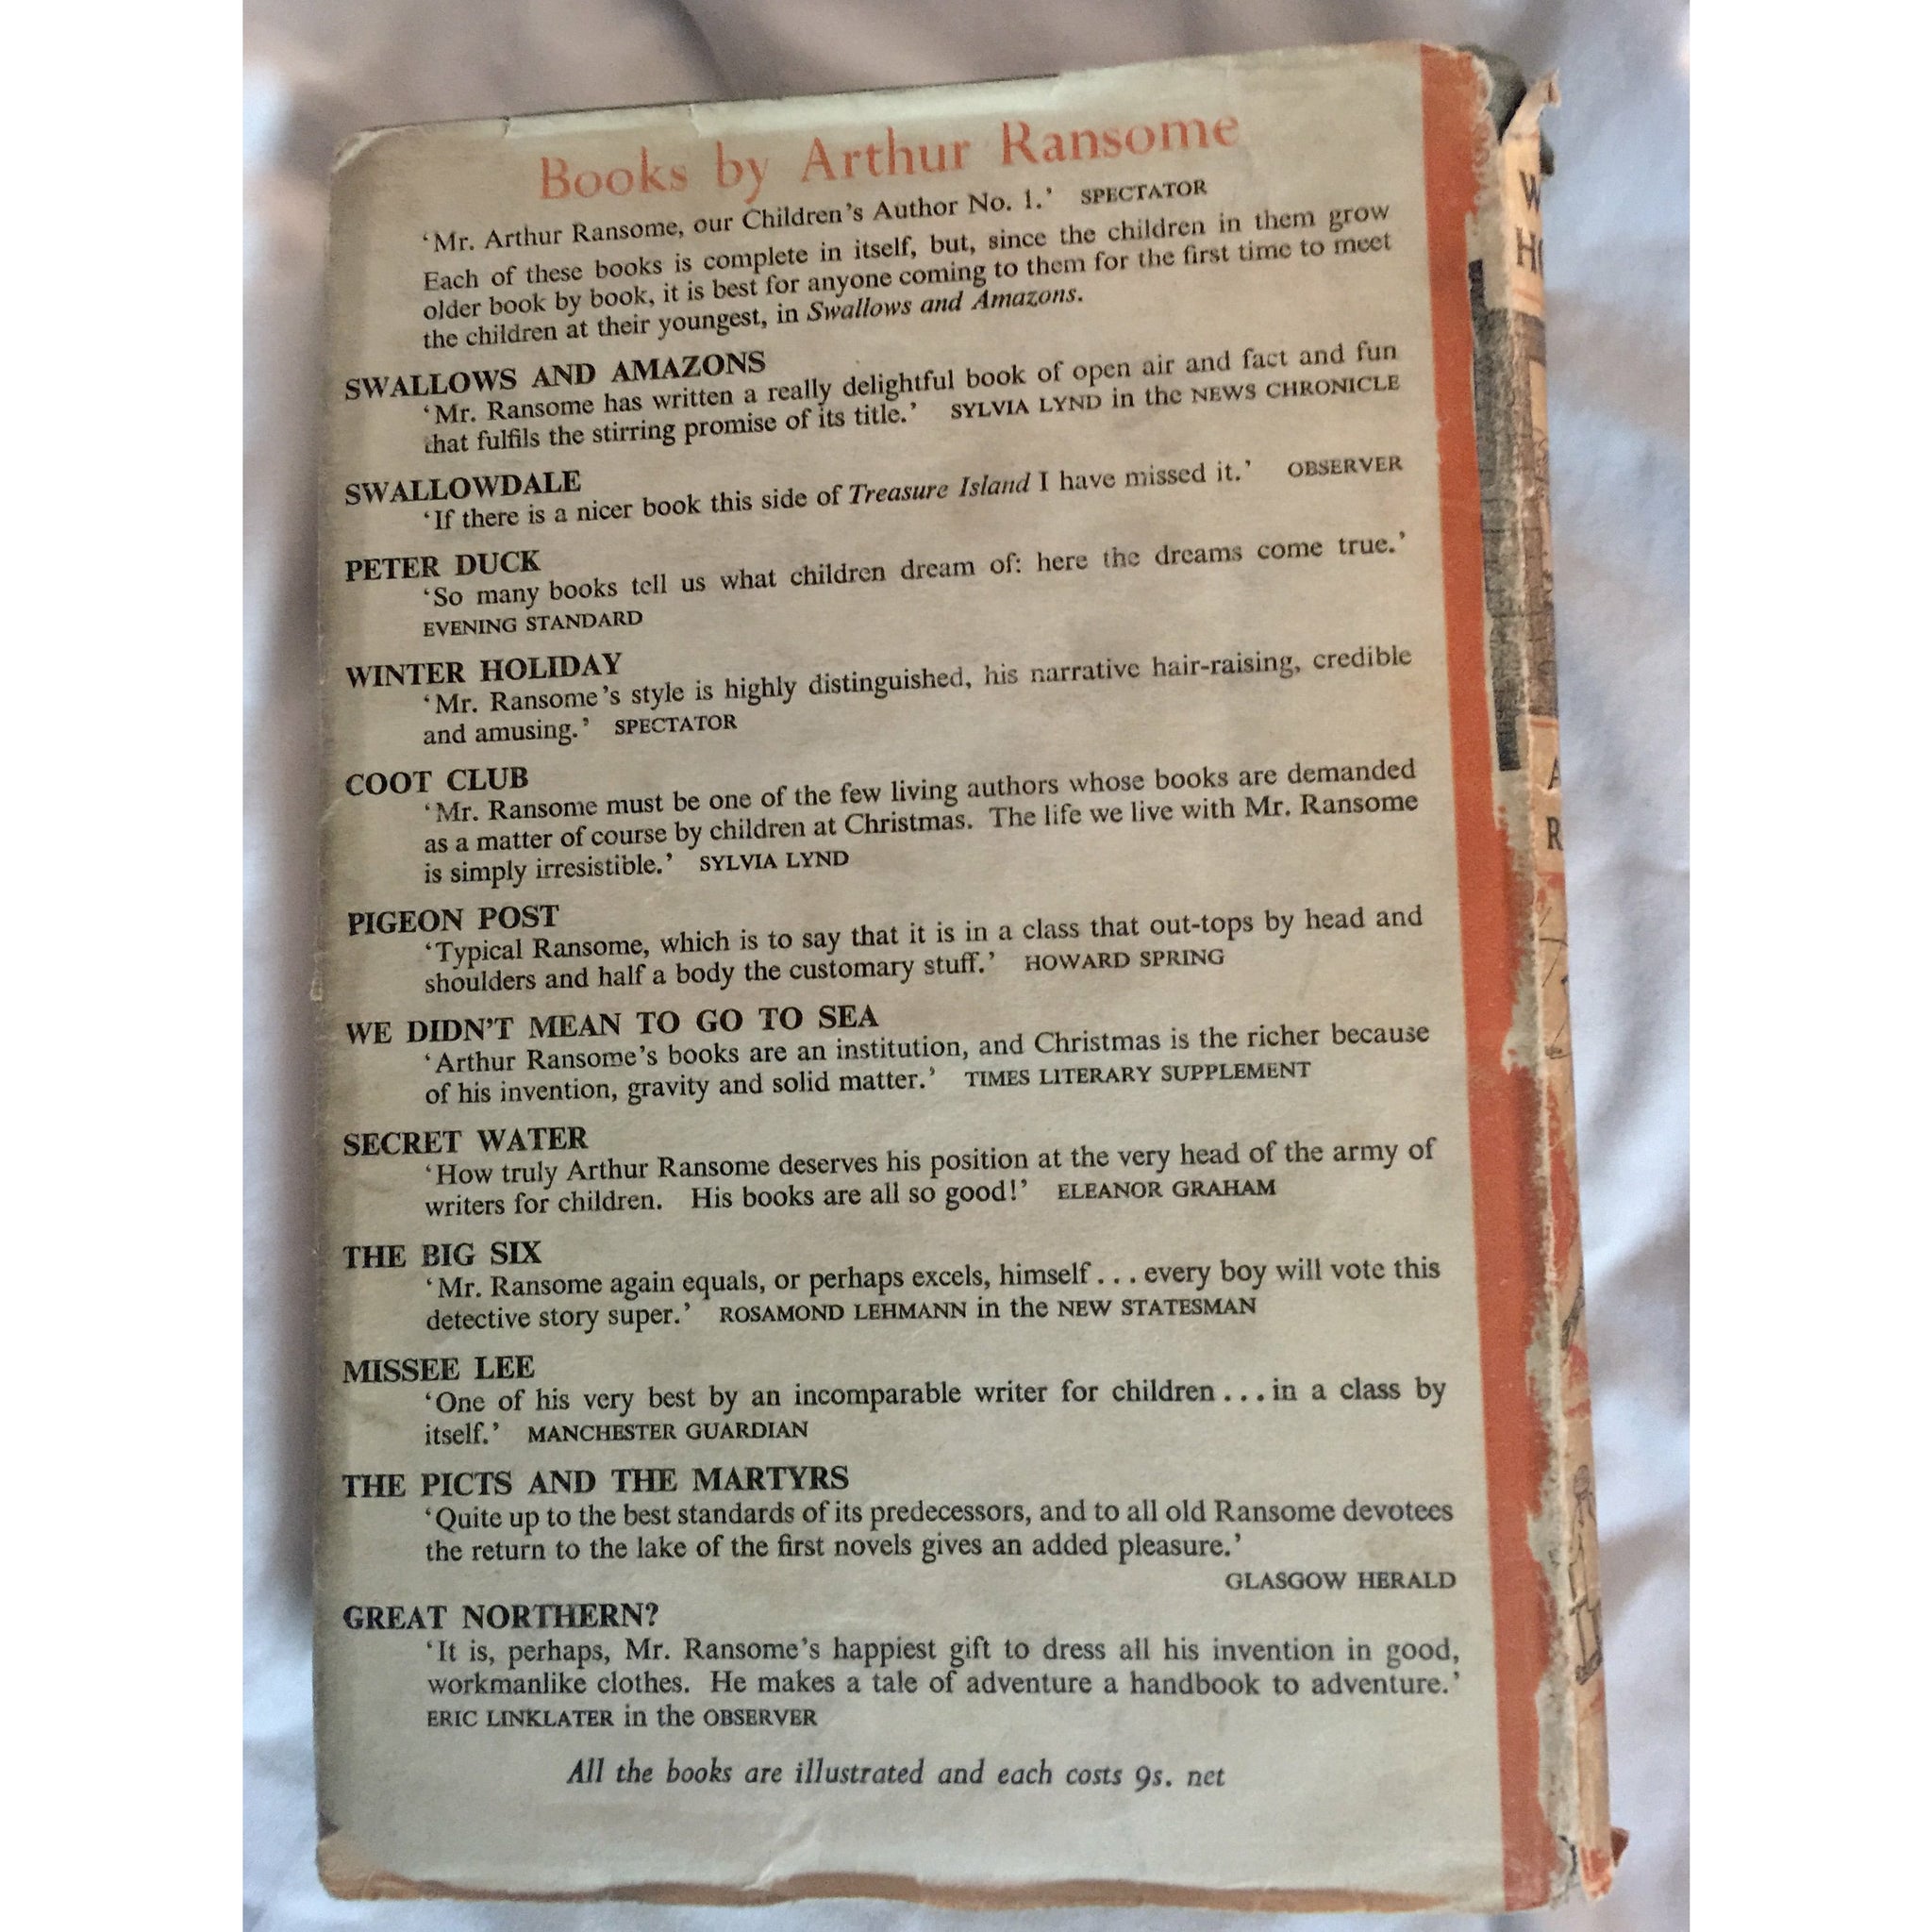 Books by Arthur Ransome
‘Mr. Arthur Ransome, our Children’s Author No. 1.’ SPECTATOR
Each of these books is complete in itself, but, since the children in them grow
older book by book, it is best for anyone coming to them for the first time to meet
the children at their youngest, in Swallows and Amazons.
SWALLOWS AND AMAZONS
‘Mr. Ransome has written a really delightful book of open air and fact and fun
that fulfils the stirring promise of its title.’ SYLVIA LYND in the NEWS CHRONICLE
SWALLOWDALE
‘If there is a nicer book this side of Treasure Island I have missed it.’ OBSERVER
PETER DUCK
‘So many books tell us what children dream of: here the dreams come true.’
EVENING STANDARD
WINTER HOLIDAY
‘Mr. Ransome’s style is highly distinguished, his narrative hair-raising, credible
and amusing.’ SPECTATOR
COOT CLUB
‘Mr. Ransome must be one of the few living authors whose books are demanded
as a matter of course by children at Christmas. The life we live with Mr. Ransome
is simply irresistible.’ SYLVIA LYND
PIGEON POST
‘Typical Ransome, which is to say that it is in a class that out-tops by head and
shoulders and half a body the customary stuff.’ HOWARD SPRING
WE DIDN’T MEAN TO GO TO SEA
‘Arthur Ransome’s books are an institution, and Christmas is the richer because
of his invention, gravity and solid matter.’ TIMES LITERARY SUPPLEMENT
SECRET WATER
‘How truly Arthur Ransome deserves his position at the very head of the army of
writers for children. His books are all so good!’ ELEANOR GRAHAM
THE BIG SIX
‘Mr. Ransome again equals, or perhaps excels, himself . . . every boy will vote this
detective story super.’ ROSAMOND LEHMANN in the NEW STATESMAN
MISSEE LEE
‘One of his very best by an incomparable writer for children . . . in a class by
itself.’ MANCHESTER GUARDIAN
THE PICTS AND THE MARTYRS
‘Quite up to the best standards of its predecessors, and to all old Ransome devotees
the return to the lake of the first novels gives an added pleasure.’
GLASGOW HERALD
GREAT NORTHERN?
‘It is, perhaps, Mr. Ransome’s happiest gift to dress all his invention in good,
workmanlike clothes. He makes a tale of adventure a handbook to adventure.’
ERIC LINKLATER in the OBSERVER
All the books are illustrated and each costs 9s. net